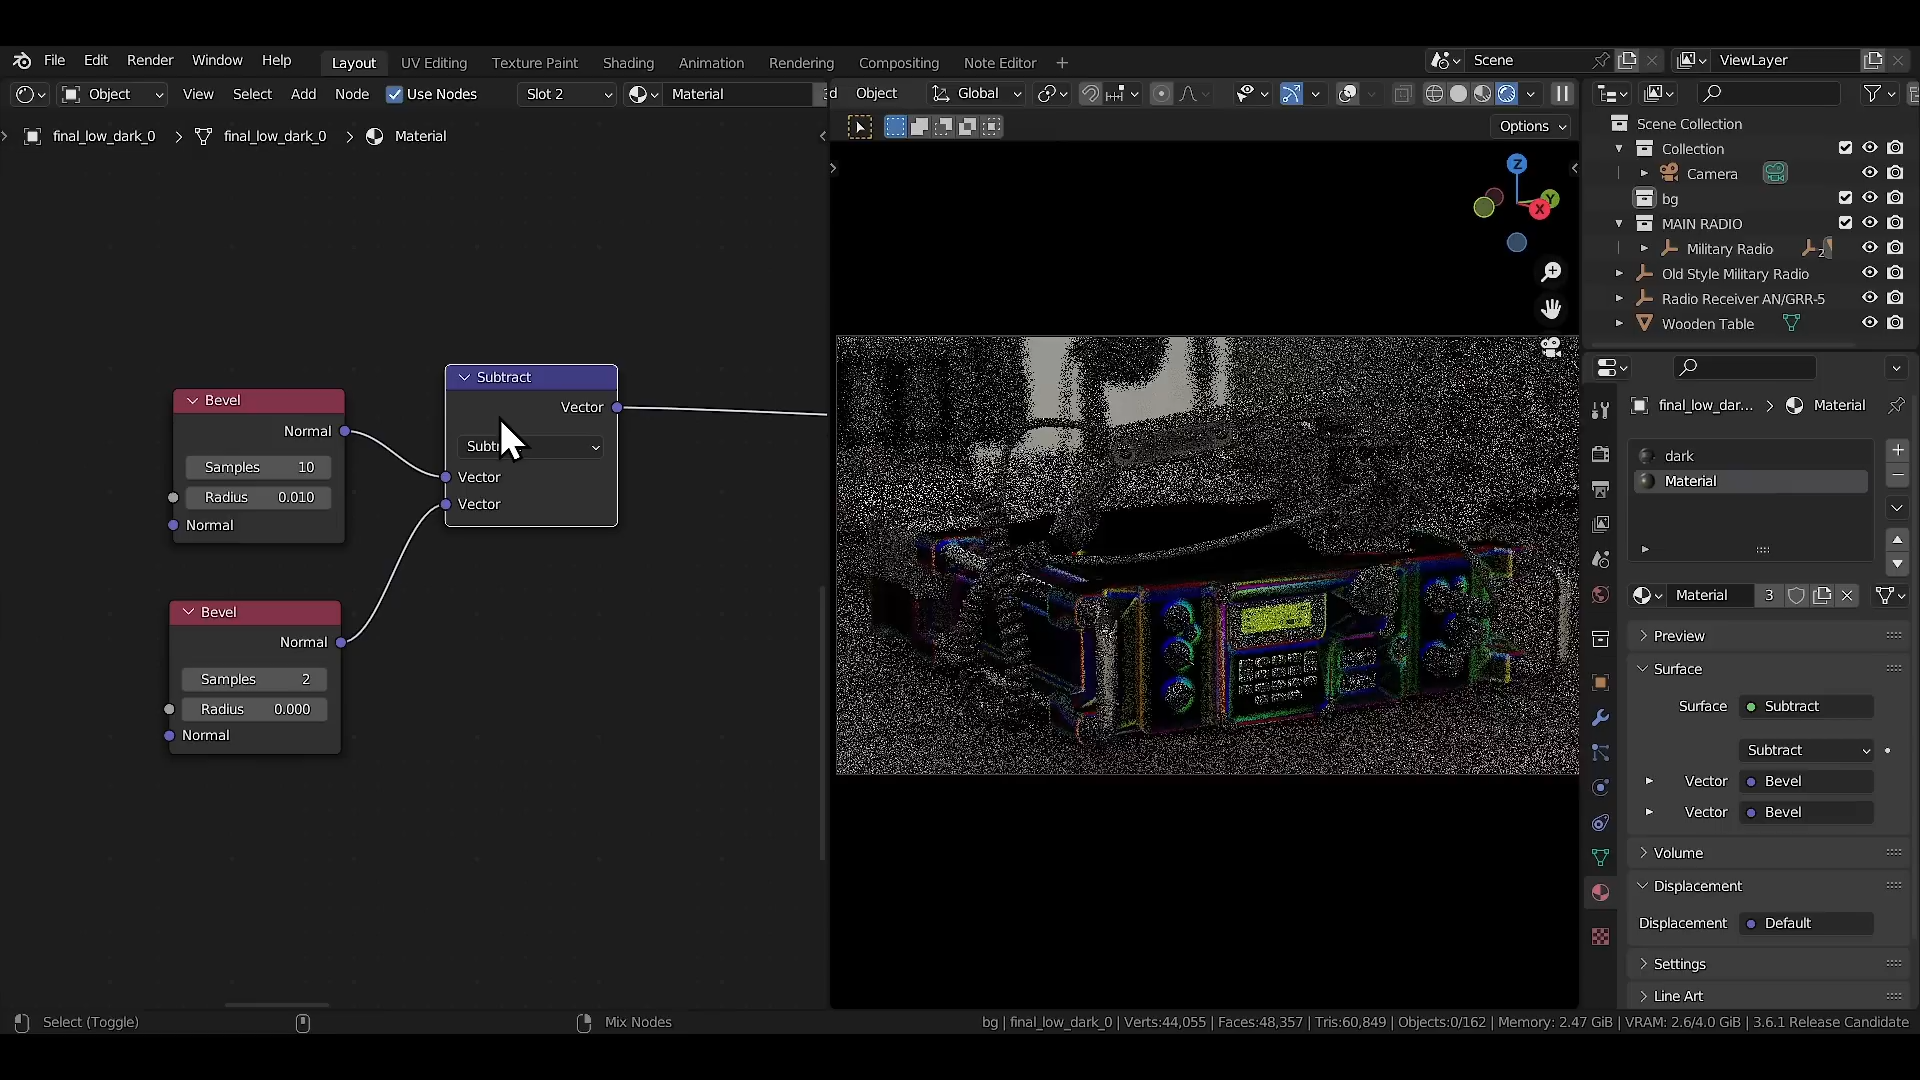 File Edit Render Window Help Layout UV Editing Texture Paint Shading Animation Rendering Compositing Note Editor + Scene ViewLayer
Object View Select Add Node Use Nodes Slot 2 Material d Object Global
Options
final_low_dark_0 > final_low_dark_0 > Material
Z
Y
X
Scene Collection
Collection
Camera
bg
MAIN RADIO
Military Radio 2
Old Style Military Radio
Radio Receiver AN/GRR-5
Wooden Table
Subtract
Vector
Subtr
Vector
Vector
Bevel
Normal
Samples 10
Radius 0.010
Normal
Bevel
Normal
Samples 2
Radius 0.000
Normal
final_low_dar... > Material
dark
Material
Material 3
Preview
Surface
Surface Subtract
Subtract
Vector Bevel
Vector Bevel
Volume
Displacement
Displacement Default
Settings
Line Art
Select (Toggle) Mix Nodes bg | final_low_dark_0 | Verts:44,055 | Faces:48,357 | Tris:60,849 | Objects:0/162 | Memory: 2.47 GiB | VRAM: 2.6/4.0 GiB | 3.6.1 Release Candidate